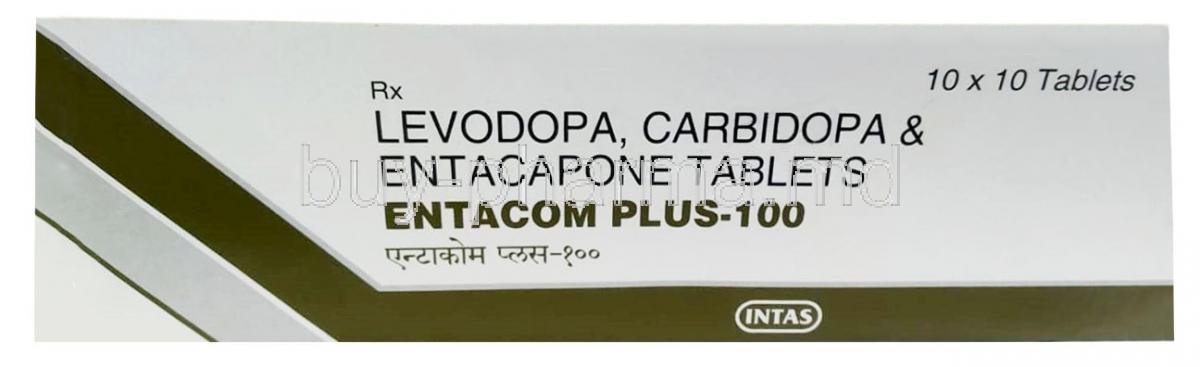 10 x 10 Tablets
Rx
LEVODOPA, CARBIDOPA &
ENTACAPONE TABLETS
buy-pharma.md
ENTACOM PLUS-100
एन्टाकोम प्लस-१००
INTAS